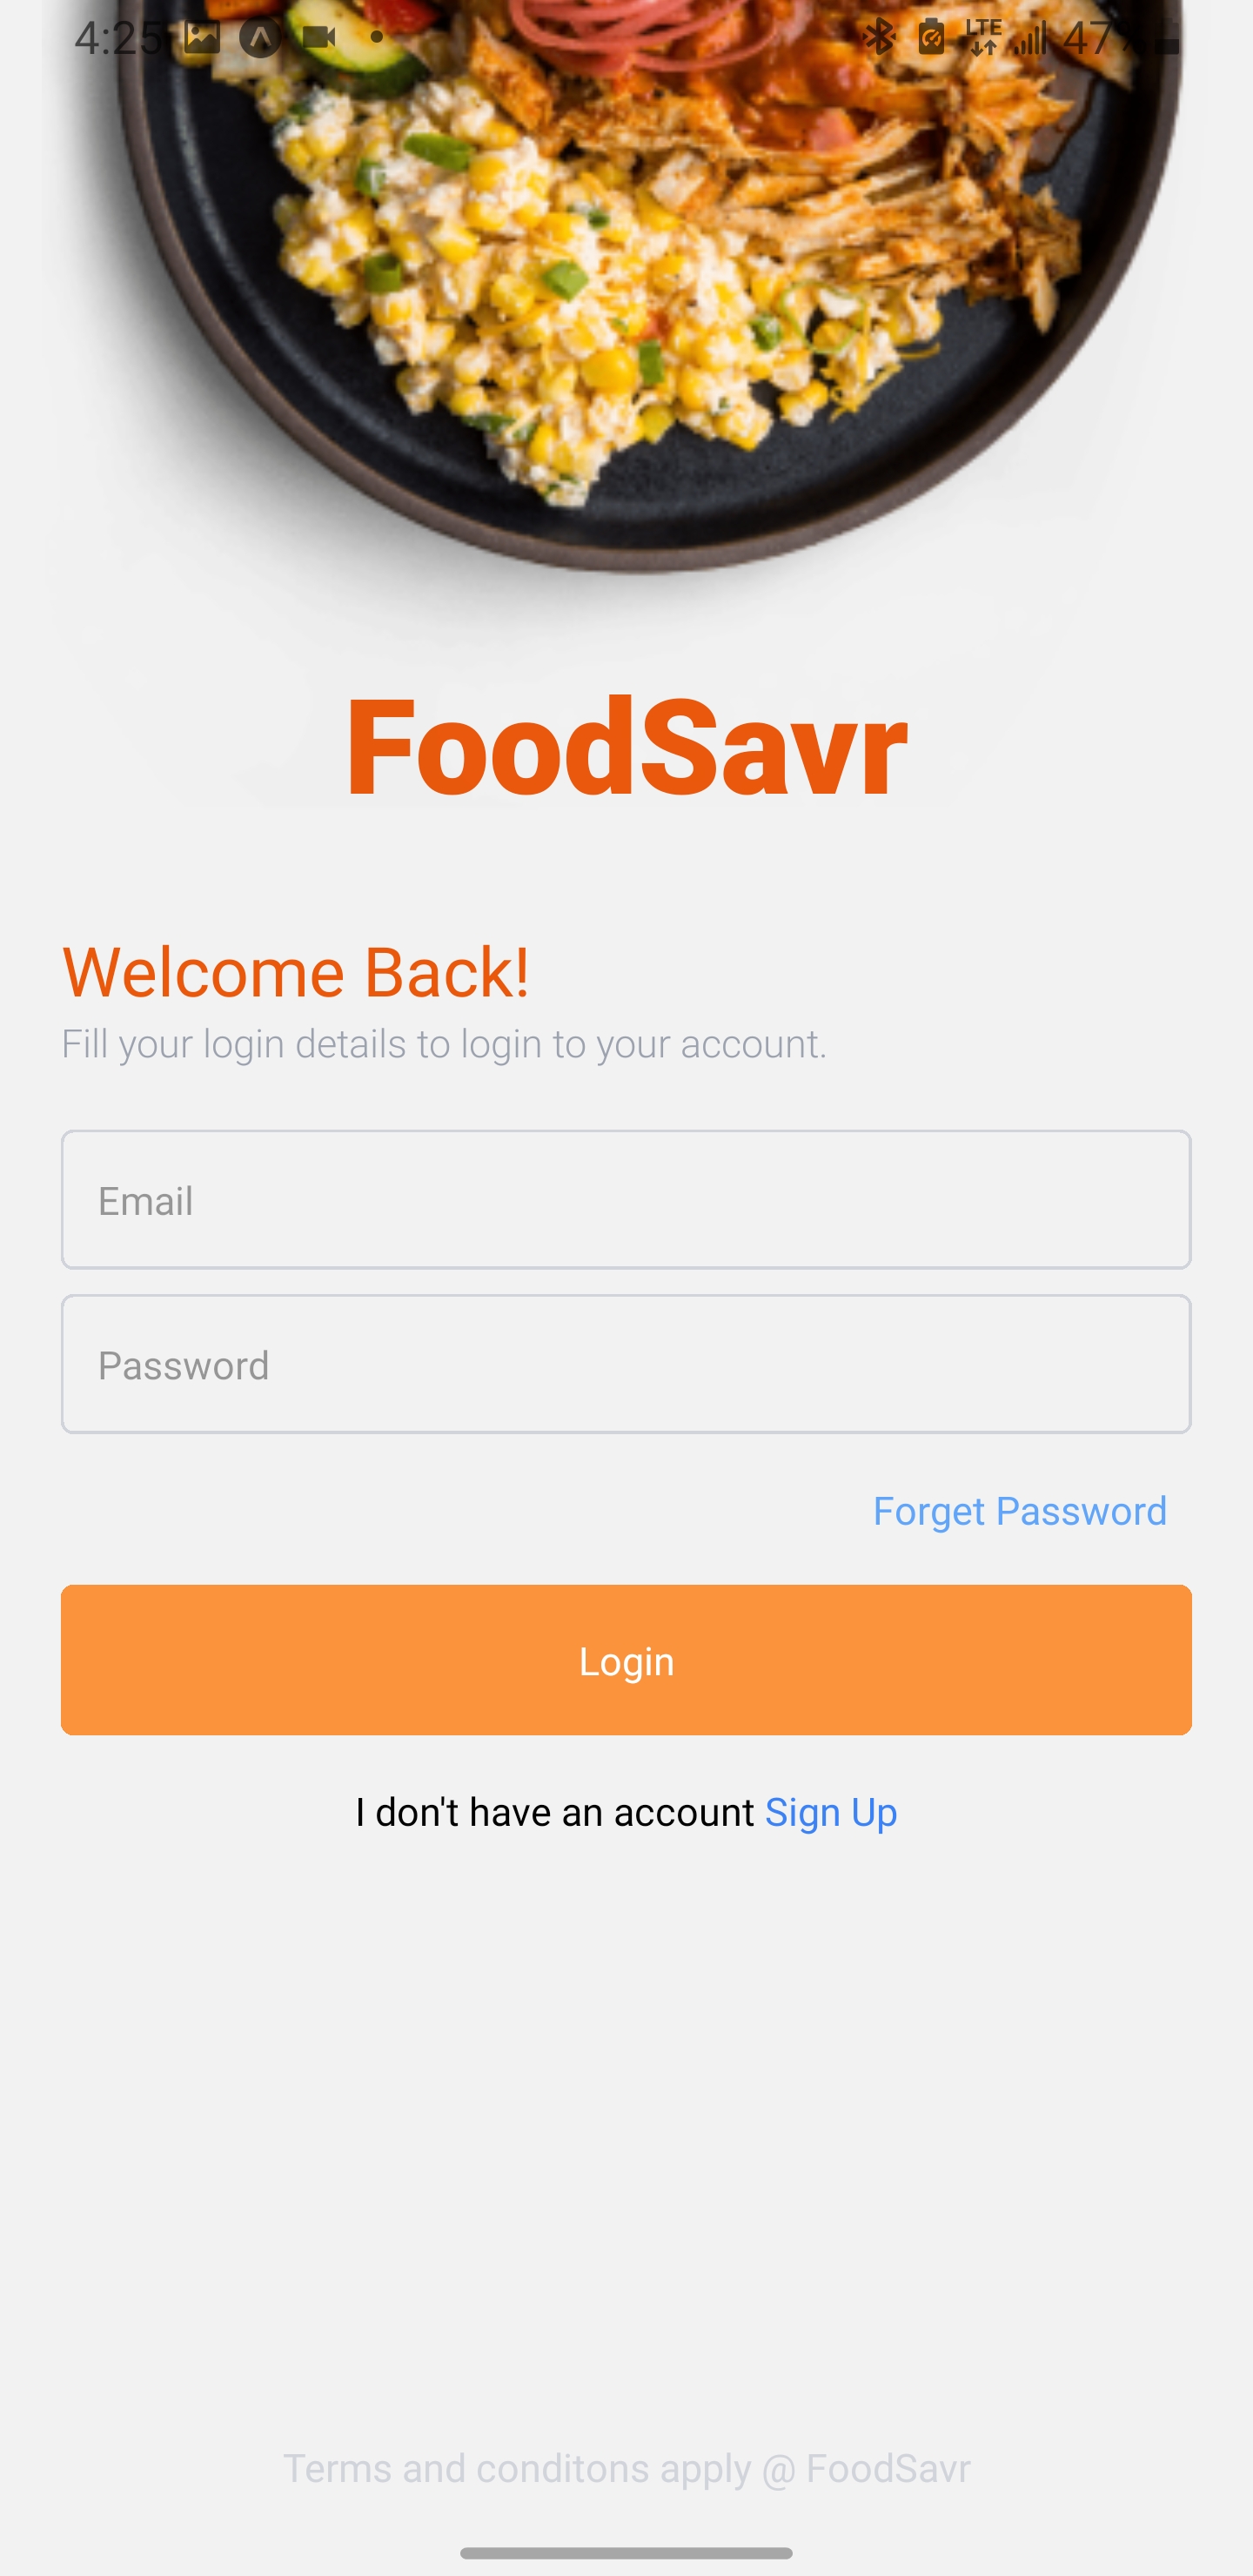 4:25
LTE 47%
FoodSavr
Welcome Back!
Fill your login details to login to your account.
Email
Password
Forget Password
Login
I don't have an account Sign Up
Terms and conditons apply @ FoodSavr